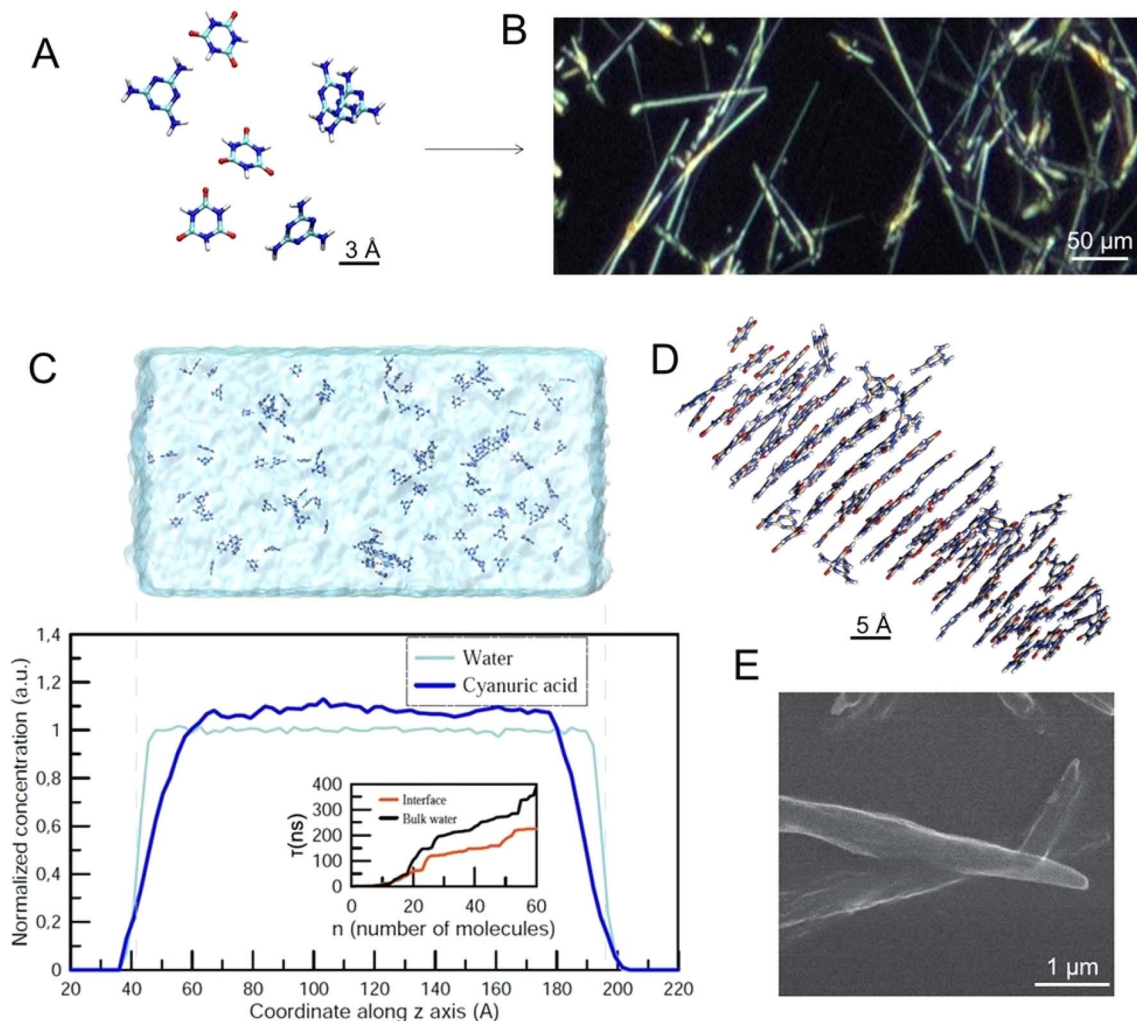 A
B
3 Å
50 µm
C
D
5 Å
E
1 µm
Normalized concentration (a.u.)
1,4
1,2
1
0,8
0,6
0,4
0,2
0
Water
Cyanuric acid
τ(ns)
400
300
200
100
0
Interface
Bulk water
0 20 40 60
n (number of molecules)
20 40 60 80 100 120 140 160 180 200 220
Coordinate along z axis (A)